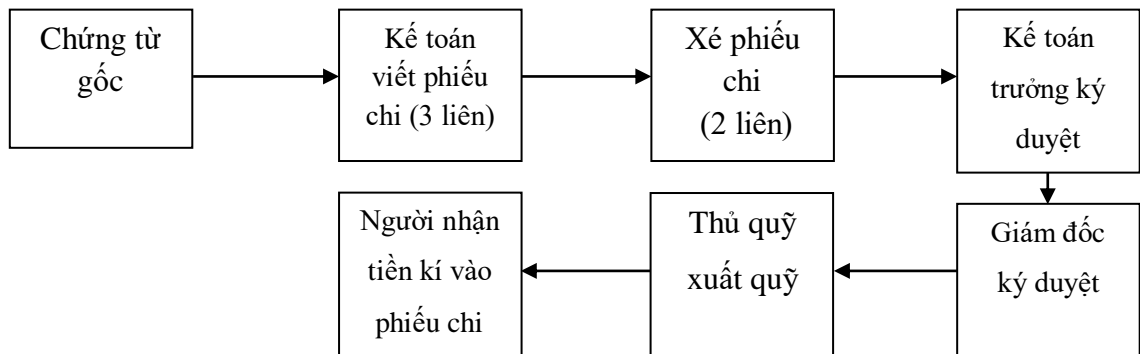 Chứng từ
gốc
Kế toán
viết phiếu
chi (3 liên)
Xé phiếu
chi
(2 liên)
Kế toán
trưởng ký
duyệt
Giám đốc
ký duyệt
Thủ quỹ
xuất quỹ
Người nhận
tiền kí vào
phiếu chi